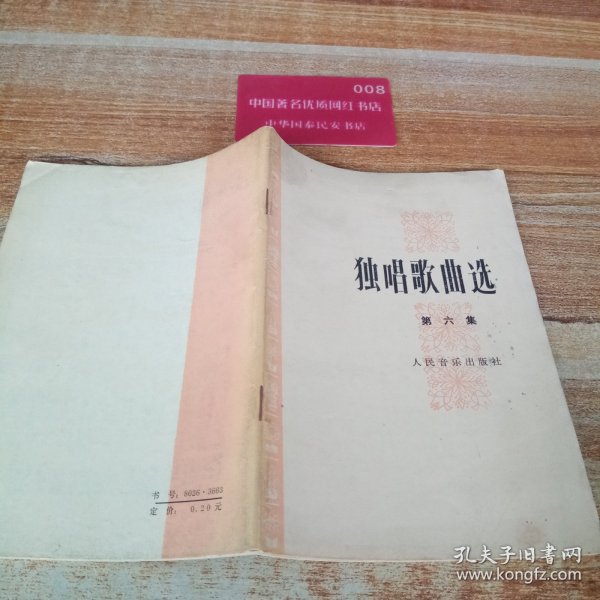 008
中国著名优质网红书店
中华国泰民安书店
独唱歌曲选
第六集
人民音乐出版社
书号：8026·3603
定价：0.20元
孔夫子旧书网
www.kongfz.com